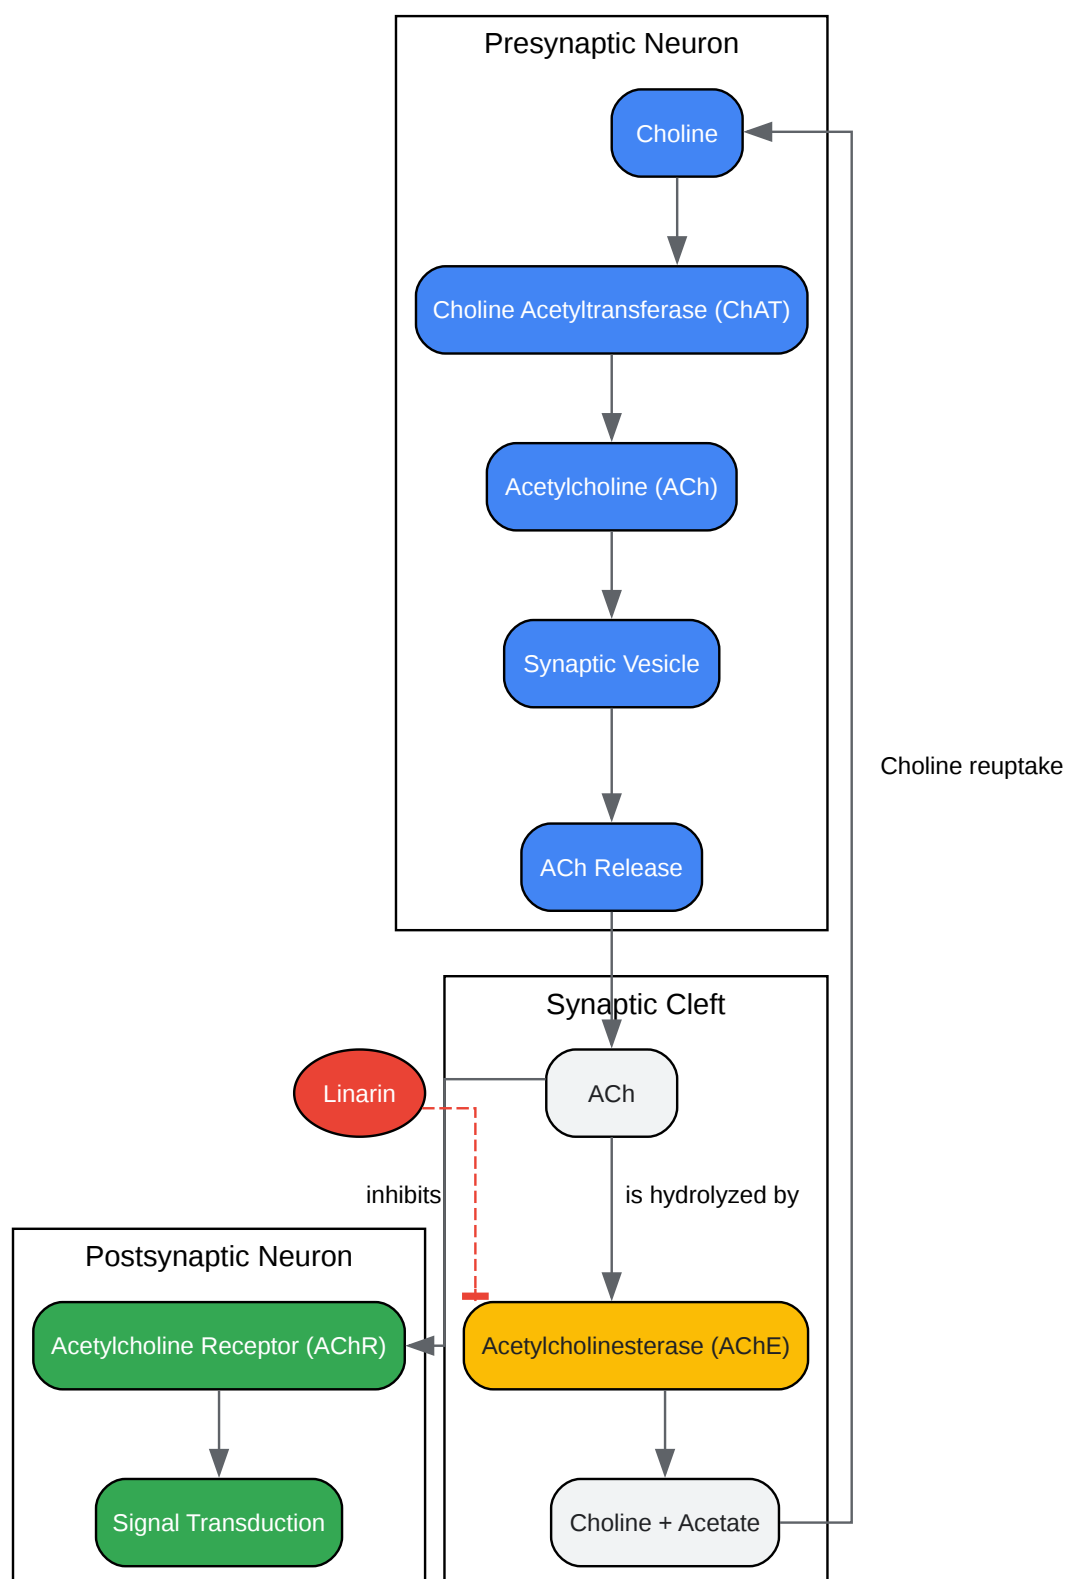 Presynaptic Neuron
Choline
Choline Acetyltransferase (ChAT)
Acetylcholine (ACh)
Synaptic Vesicle
Choline reuptake
ACh Release
Synaptic Cleft
Linarin
ACh
inhibits
is hydrolyzed by
Postsynaptic Neuron
Acetylcholine Receptor (AChR)
Acetylcholinesterase (AChE)
Signal Transduction
Choline + Acetate